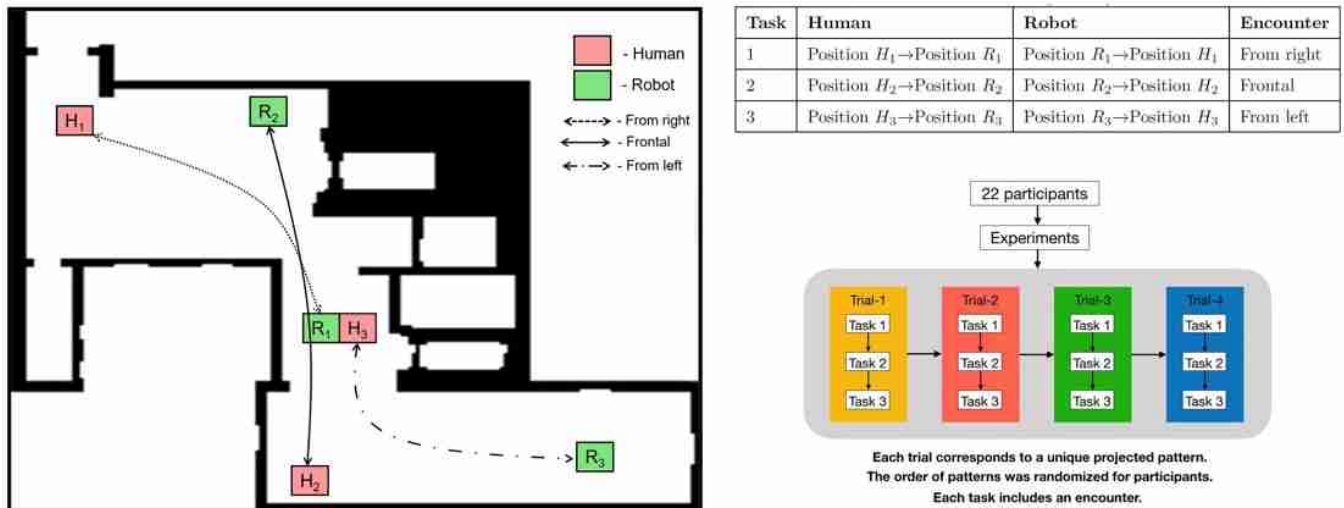 H₁
R₂
R₁
H₃
H₂
R₃
- Human
- Robot
- From right
- Frontal
- From left
Task Human Robot Encounter
1 Position H₁→Position R₁ Position R₁→Position H₁ From right
2 Position H₂→Position R₂ Position R₂→Position H₂ Frontal
3 Position H₃→Position R₃ Position R₃→Position H₃ From left
22 participants
Experiments
Trial-1 Trial-2 Trial-3 Trial-4
Task 1 Task 1 Task 1 Task 1
Task 2 Task 2 Task 2 Task 2
Task 3 Task 3 Task 3 Task 3
Each trial corresponds to a unique projected pattern.
The order of patterns was randomized for participants.
Each task includes an encounter.